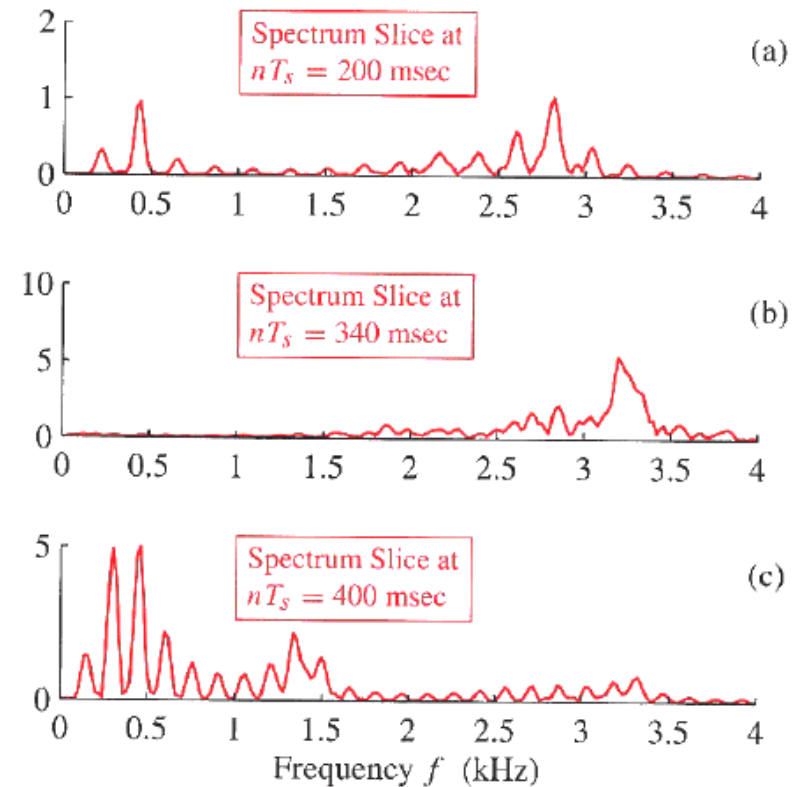 2
Spectrum Slice at
nTₛ = 200 msec
(a)
1
0
0 0.5 1 1.5 2 2.5 3 3.5 4
10
Spectrum Slice at
nTₛ = 340 msec
(b)
5
0
0 0.5 1 1.5 2 2.5 3 3.5 4
5
Spectrum Slice at
nTₛ = 400 msec
(c)
0
0 0.5 1 1.5 2 2.5 3 3.5 4
Frequency f (kHz)